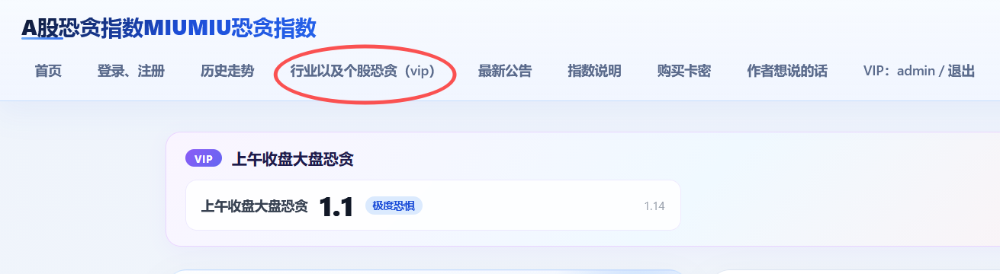 A股恐贪指数MIUMIU恐贪指数
首页 登录、注册 历史走势 行业以及个股恐贪（vip） 最新公告 指数说明 购买卡密 作者想说的话 VIP：admin / 退出
VIP 上午收盘大盘恐贪
上午收盘大盘恐贪 1.1 极度恐惧 1.14